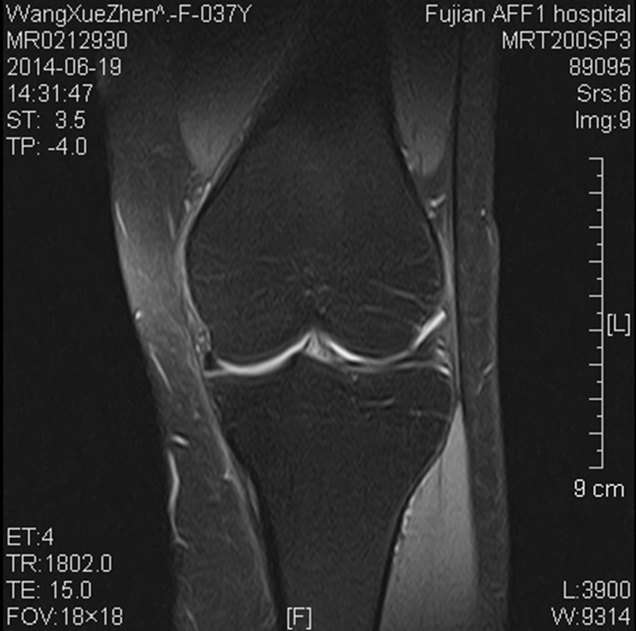 WangXueZhen^.-F-037Y
MR0212930
2014-06-19
14:31:47
ST: 3.5
TP: -4.0
Fujian AFF1 hospital
MRT200SP3
89095
Srs:6
Img:9
[L]
9 cm
ET:4
TR:1802.0
TE: 15.0
FOV:18×18
[F]
L:3900
W:9314